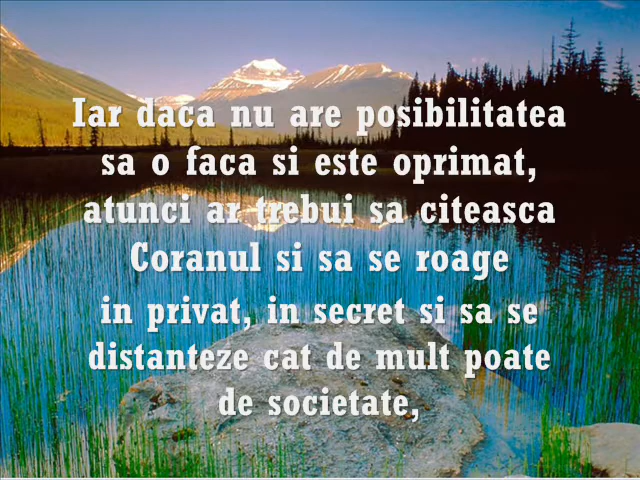 Iar daca nu are posibilitatea
sa o faca si este oprimat,
atunci ar trebui sa citeasca
Coranul si sa se roage
in privat, in secret si sa se
distanteze cat de mult poate
de societate,